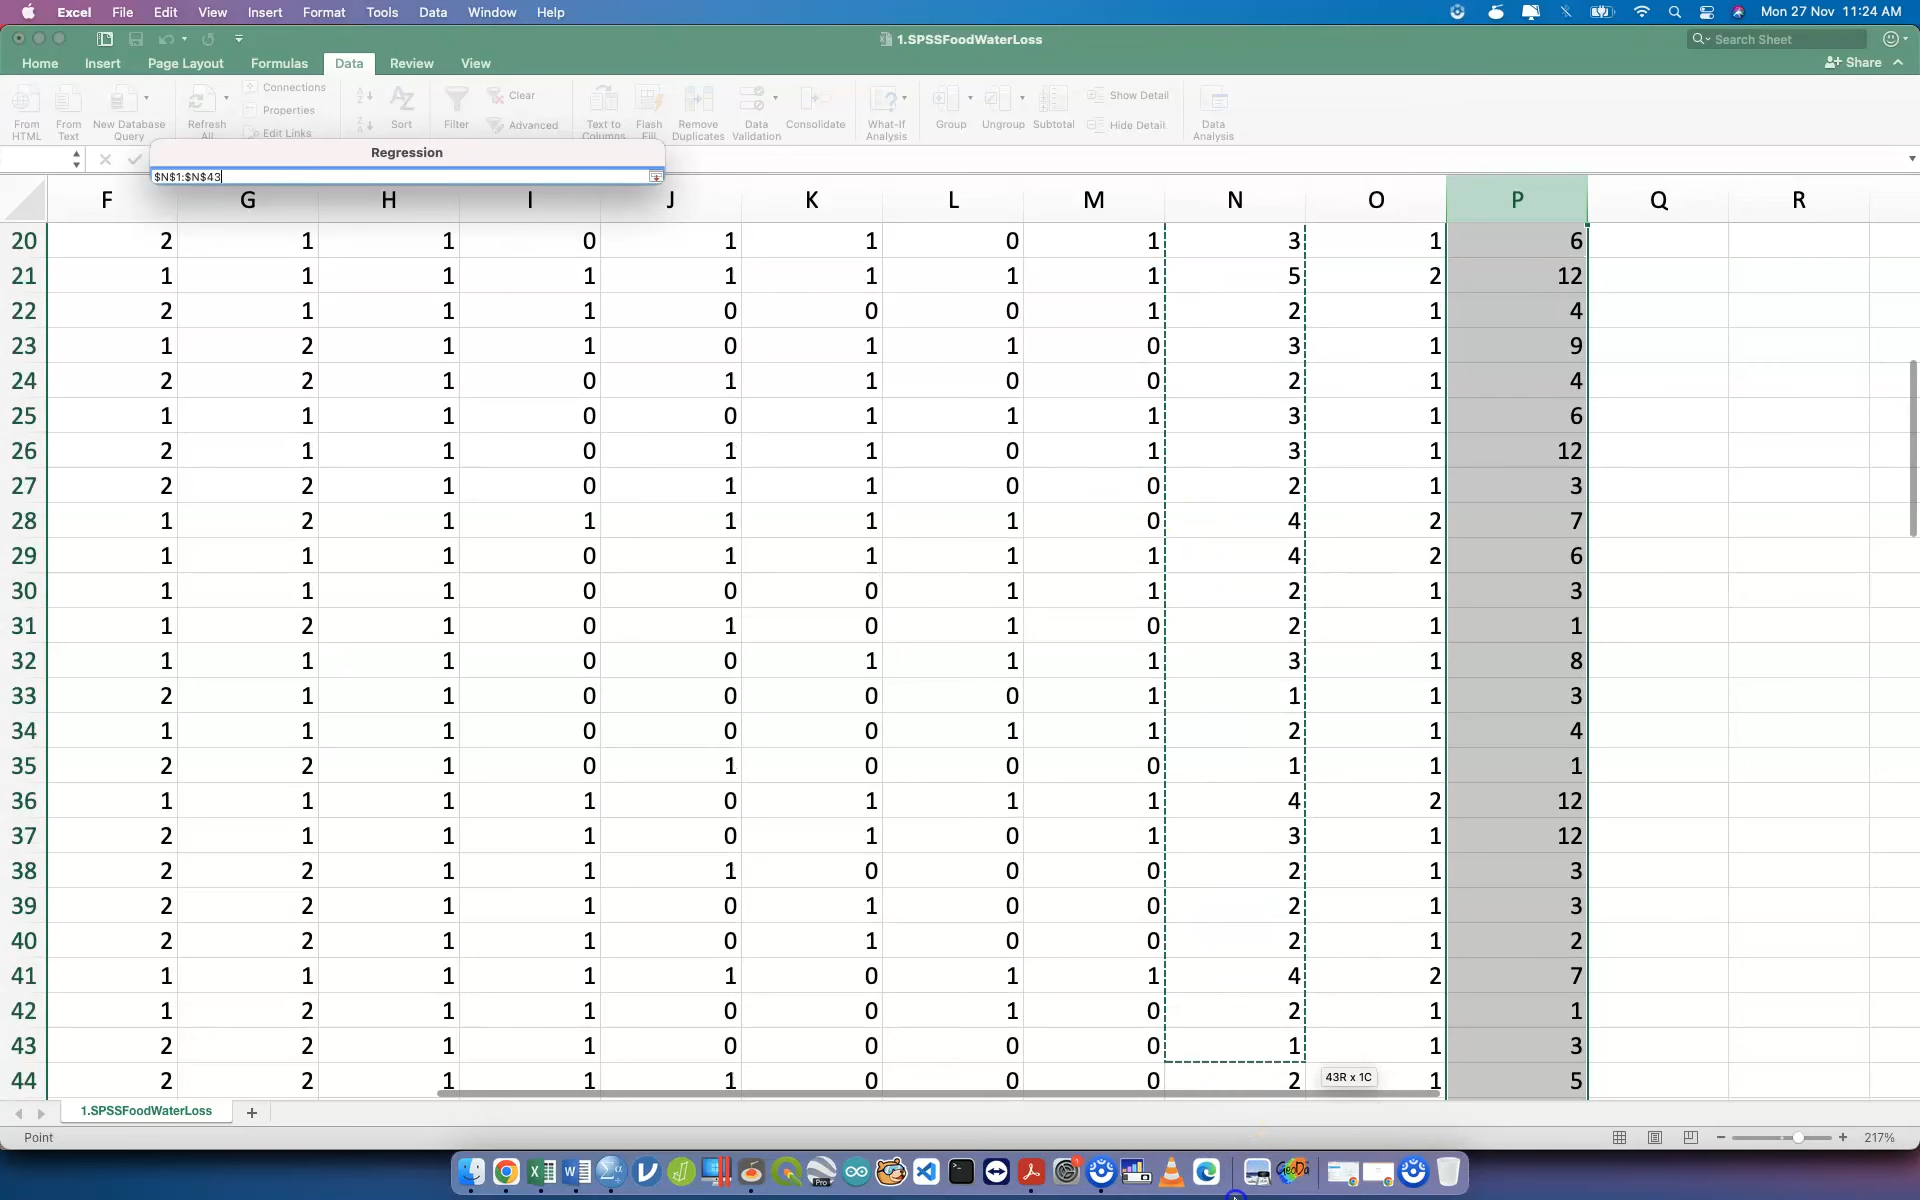 Excel File Edit View Insert Format Tools Data Window Help Mon 27 Nov 11:24 AM
1.SPSSFoodWaterLoss Search Sheet
Home Insert Page Layout Formulas Data Review View Share
From HTML From Text New Database Query Refresh All Connections Properties Edit Links Sort Filter Clear Advanced Text to Columns Flash Fill Remove Duplicates Data Validation Consolidate What-If Analysis Group Ungroup Subtotal Show Detail Hide Detail Data Analysis
Regression
$N$1:$N$43
F G H I J K L M N O P Q R
20 2 1 1 0 1 1 0 1 3 1 6
21 1 1 1 1 1 1 1 1 5 2 12
22 2 1 1 1 0 0 0 1 2 1 4
23 1 2 1 1 0 1 1 0 3 1 9
24 2 2 1 0 1 1 0 0 2 1 4
25 1 1 1 0 0 1 1 1 3 1 6
26 2 1 1 0 1 1 0 1 3 1 12
27 2 2 1 0 1 1 0 0 2 1 3
28 1 2 1 1 1 1 1 0 4 2 7
29 1 1 1 0 1 1 1 1 4 2 6
30 1 1 1 0 0 0 1 1 2 1 3
31 1 2 1 0 1 0 1 0 2 1 1
32 1 1 1 0 0 1 1 1 3 1 8
33 2 1 1 0 0 0 0 1 1 1 3
34 1 1 1 0 0 0 1 1 2 1 4
35 2 2 1 0 1 0 0 0 1 1 1
36 1 1 1 1 0 1 1 1 4 2 12
37 2 1 1 1 0 1 0 1 3 1 12
38 2 2 1 1 1 0 0 0 2 1 3
39 2 2 1 1 0 1 0 0 2 1 3
40 2 2 1 1 0 1 0 0 2 1 2
41 1 1 1 1 1 0 1 1 4 2 7
42 1 2 1 1 0 0 1 0 2 1 1
43 2 2 1 1 0 0 0 0 1 1 3
44 2 2 1 1 1 0 0 0 2 1 5
43R x 1C
1.SPSSFoodWaterLoss
Point 217%
Pro GeoDa